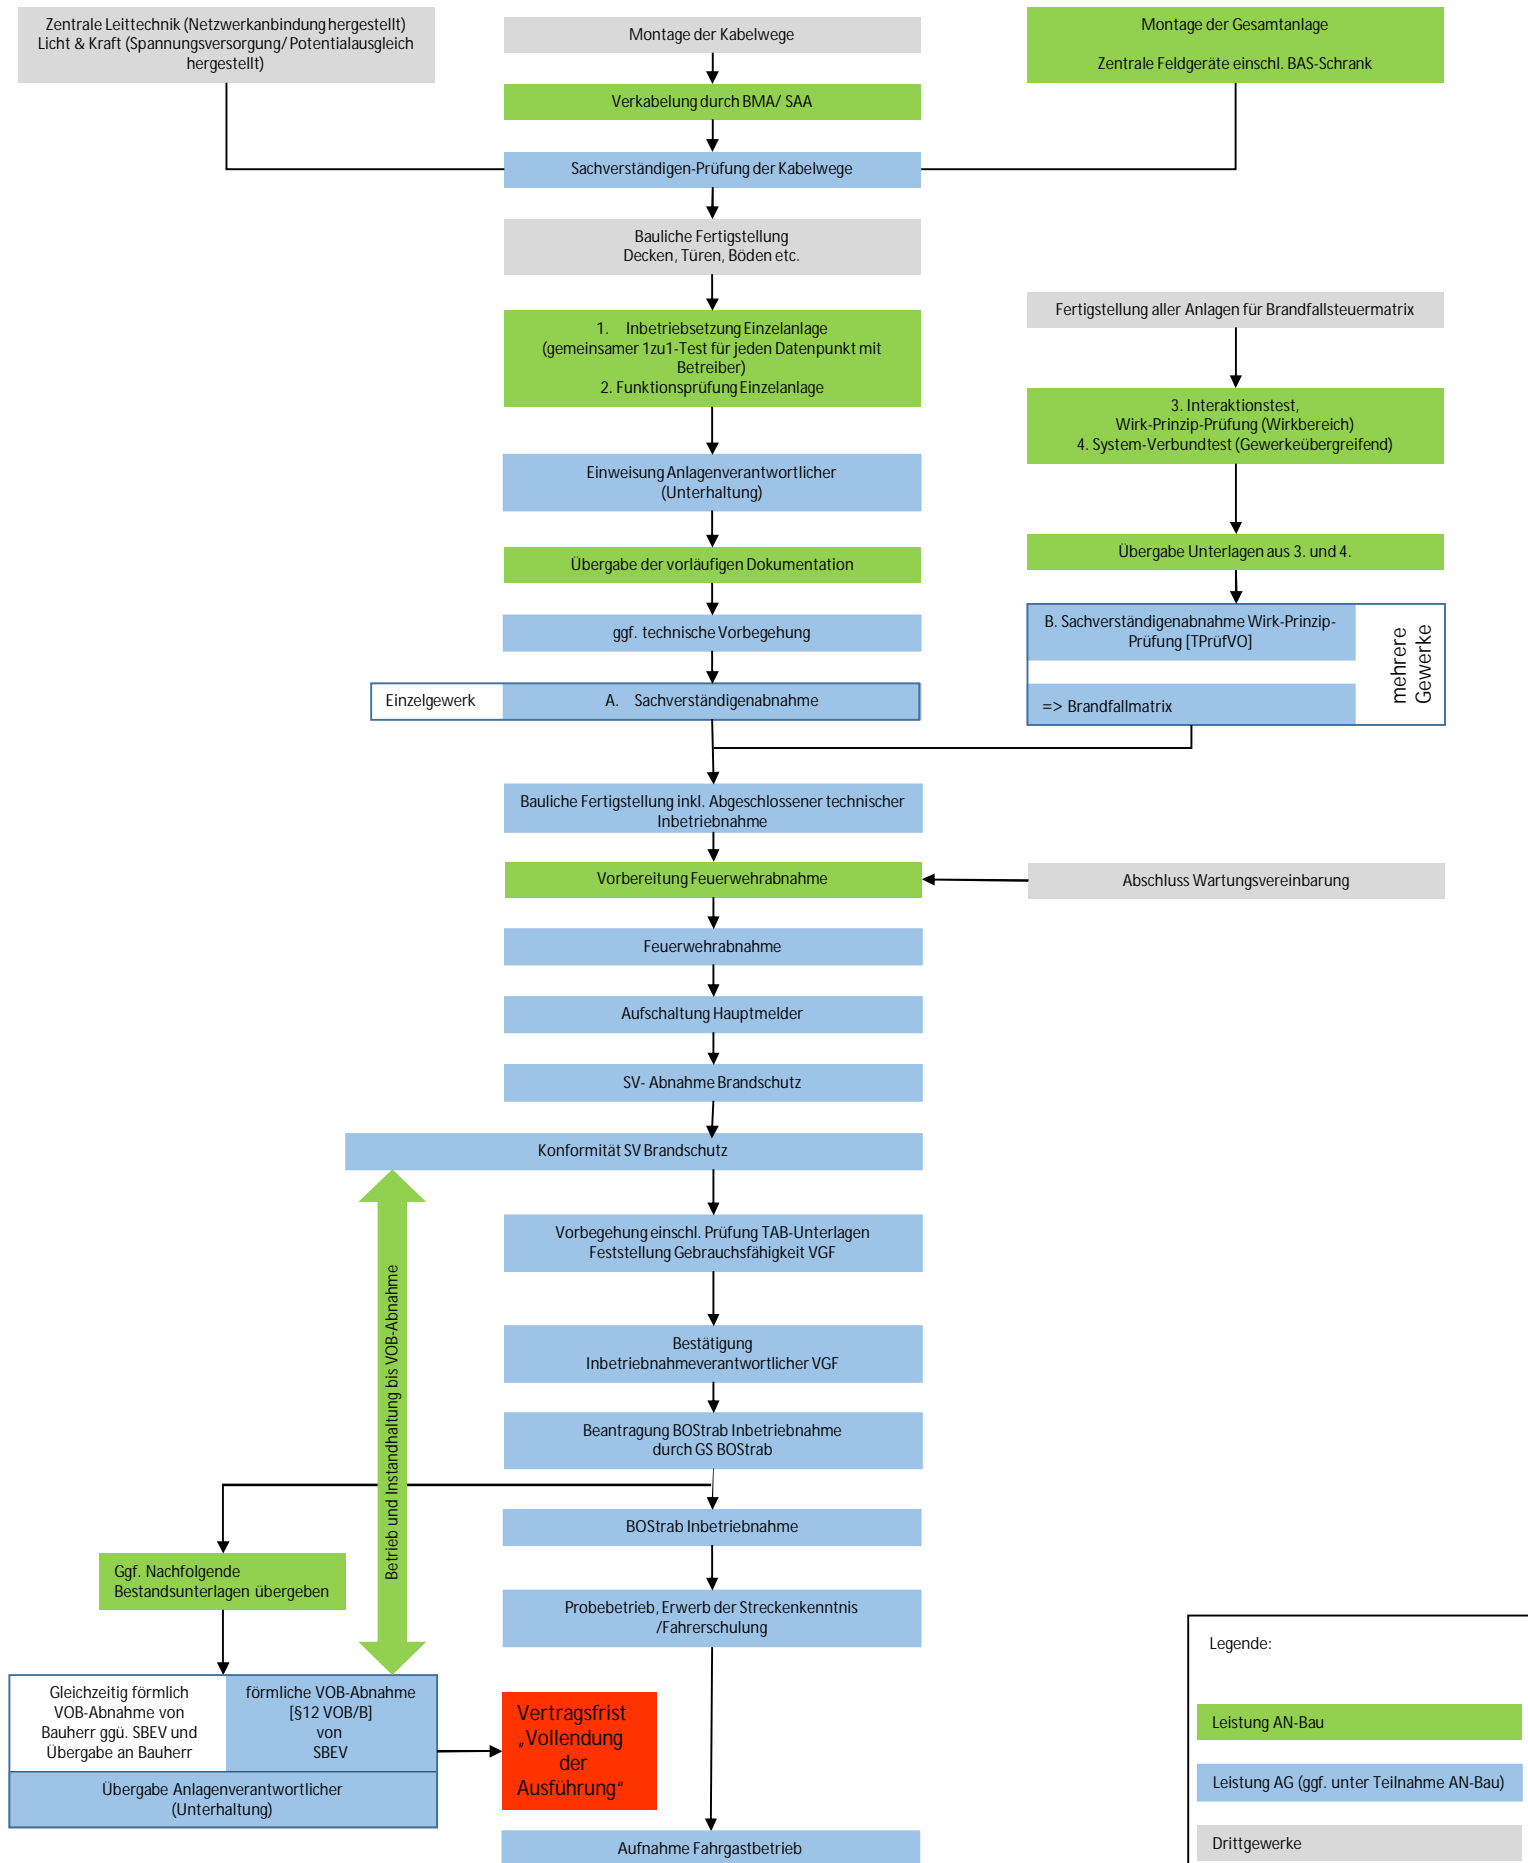 Zentrale Leittechnik (Netzwerkanbindung hergestellt)
Licht & Kraft (Spannungsversorgung/ Potentialausgleich
hergestellt)
Montage der Kabelwege
Montage der Gesamtanlage
Zentrale Feldgeräte einschl. BAS-Schrank
Verkabelung durch BMA/ SAA
Sachverständigen-Prüfung der Kabelwege
Bauliche Fertigstellung
Decken, Türen, Böden etc.
Fertigstellung aller Anlagen für Brandfallsteuermatrix
1. Inbetriebsetzung Einzelanlage
(gemeinsamer 1zu1-Test für jeden Datenpunkt mit
Betreiber)
2. Funktionsprüfung Einzelanlage
3. Interaktionstest,
Wirk-Prinzip-Prüfung (Wirkbereich)
4. System-Verbundtest (Gewerkeübergreifend)
Einweisung Anlagenverantwortlicher
(Unterhaltung)
Übergabe der vorläufigen Dokumentation
Übergabe Unterlagen aus 3. und 4.
ggf. technische Vorbegehung
B. Sachverständigenabnahme Wirk-Prinzip-
Prüfung [TPrüfVO]
=> Brandfallmatrix
mehrere
Gewerke
Einzelgewerk
A. Sachverständigenabnahme
Bauliche Fertigstellung inkl. Abgeschlossener technischer
Inbetriebnahme
Vorbereitung Feuerwehrabnahme
Abschluss Wartungsvereinbarung
Feuerwehrabnahme
Aufschaltung Hauptmelder
SV- Abnahme Brandschutz
Konformität SV Brandschutz
Betrieb und Instandhaltung bis VOB-Abnahme
Vorbegehung einschl. Prüfung TAB-Unterlagen
Feststellung Gebrauchsfähigkeit VGF
Bestätigung
Inbetriebnahmeverantwortlicher VGF
Beantragung BOStrab Inbetriebnahme
durch GS BOStrab
BOStrab Inbetriebnahme
Ggf. Nachfolgende
Bestandsunterlagen übergeben
Probebetrieb, Erwerb der Streckenkenntnis
/Fahrerschulung
Gleichzeitig förmlich
VOB-Abnahme von
Bauherr ggü. SBEV und
Übergabe an Bauherr
förmliche VOB-Abnahme
[§12 VOB/B]
von
SBEV
Übergabe Anlagenverantwortlicher
(Unterhaltung)
Vertragsfrist
„Vollendung
der
Ausführung“
Aufnahme Fahrgastbetrieb
Legende:
Leistung AN-Bau
Leistung AG (ggf. unter Teilnahme AN-Bau)
Drittgewerke